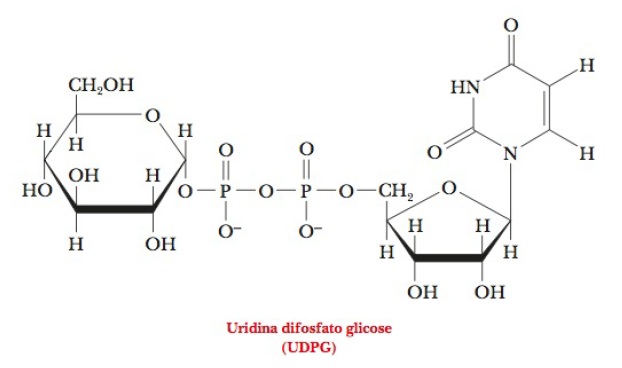 O
H
HN
CH₂OH
O
O
N
H
H
H
H
O
O
O
OH
H
HO
O—P—O—P—O—CH₂
O
H
H
O⁻
O⁻
H
H
H
OH
OH
OH
Uridina difosfato glicose
(UDPG)